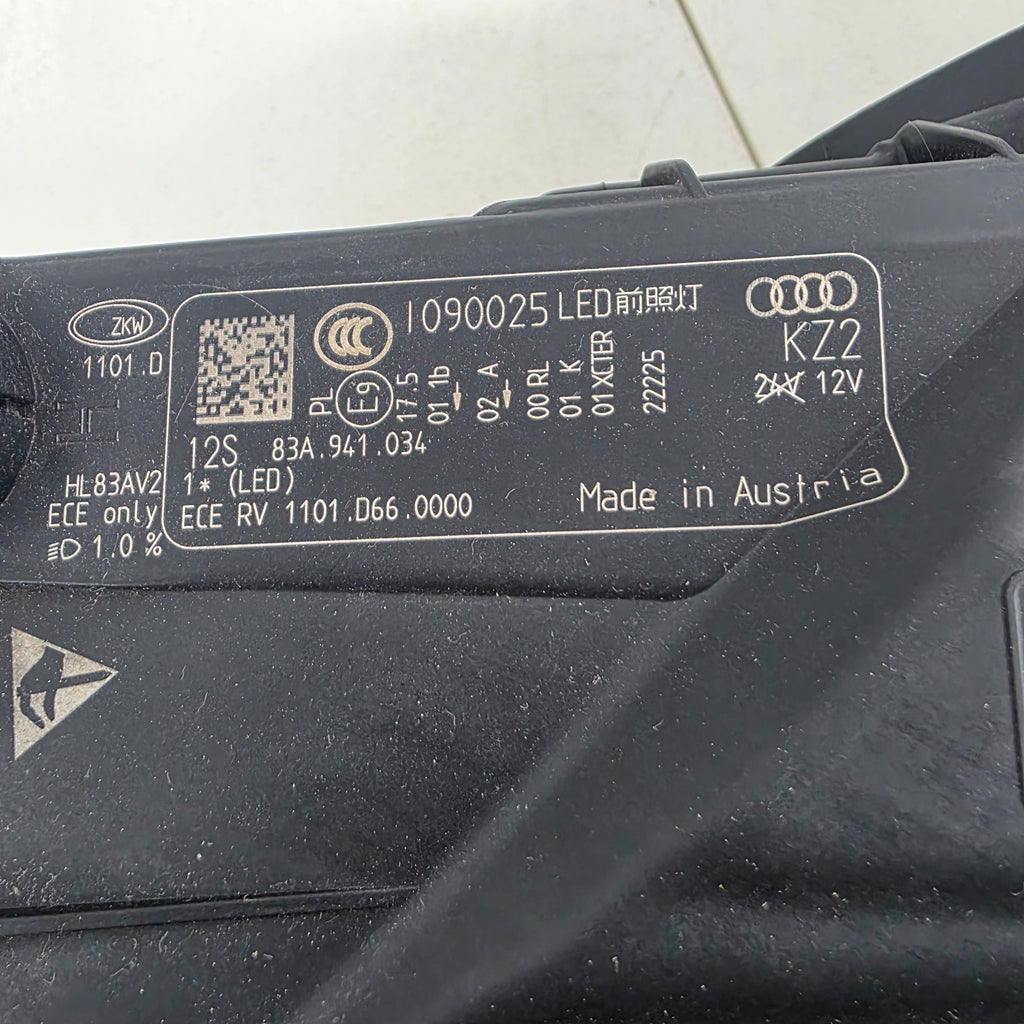 ZKW
1101.D
I090025 LED前照灯
KZ2
24V 12V
PL
E9
17.5
01 1b
02 A
00 RL
01 K
01 XCTER
22225
12S 83A.941.034
HL83AV2 1* (LED)
ECE only ECE RV 1101.D66.0000
1.0 %
Made in Austria